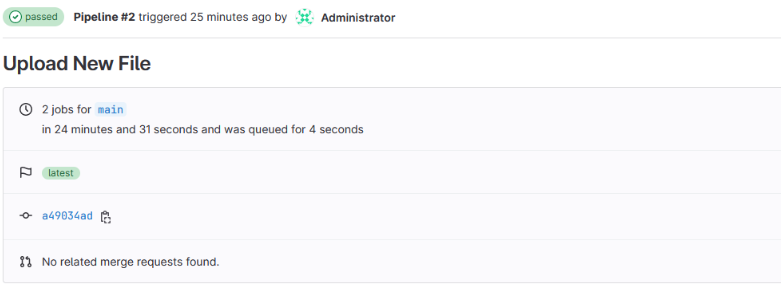 passed Pipeline #2 triggered 25 minutes ago by Administrator
Upload New File
2 jobs for main
in 24 minutes and 31 seconds and was queued for 4 seconds
latest
a49034ad
No related merge requests found.